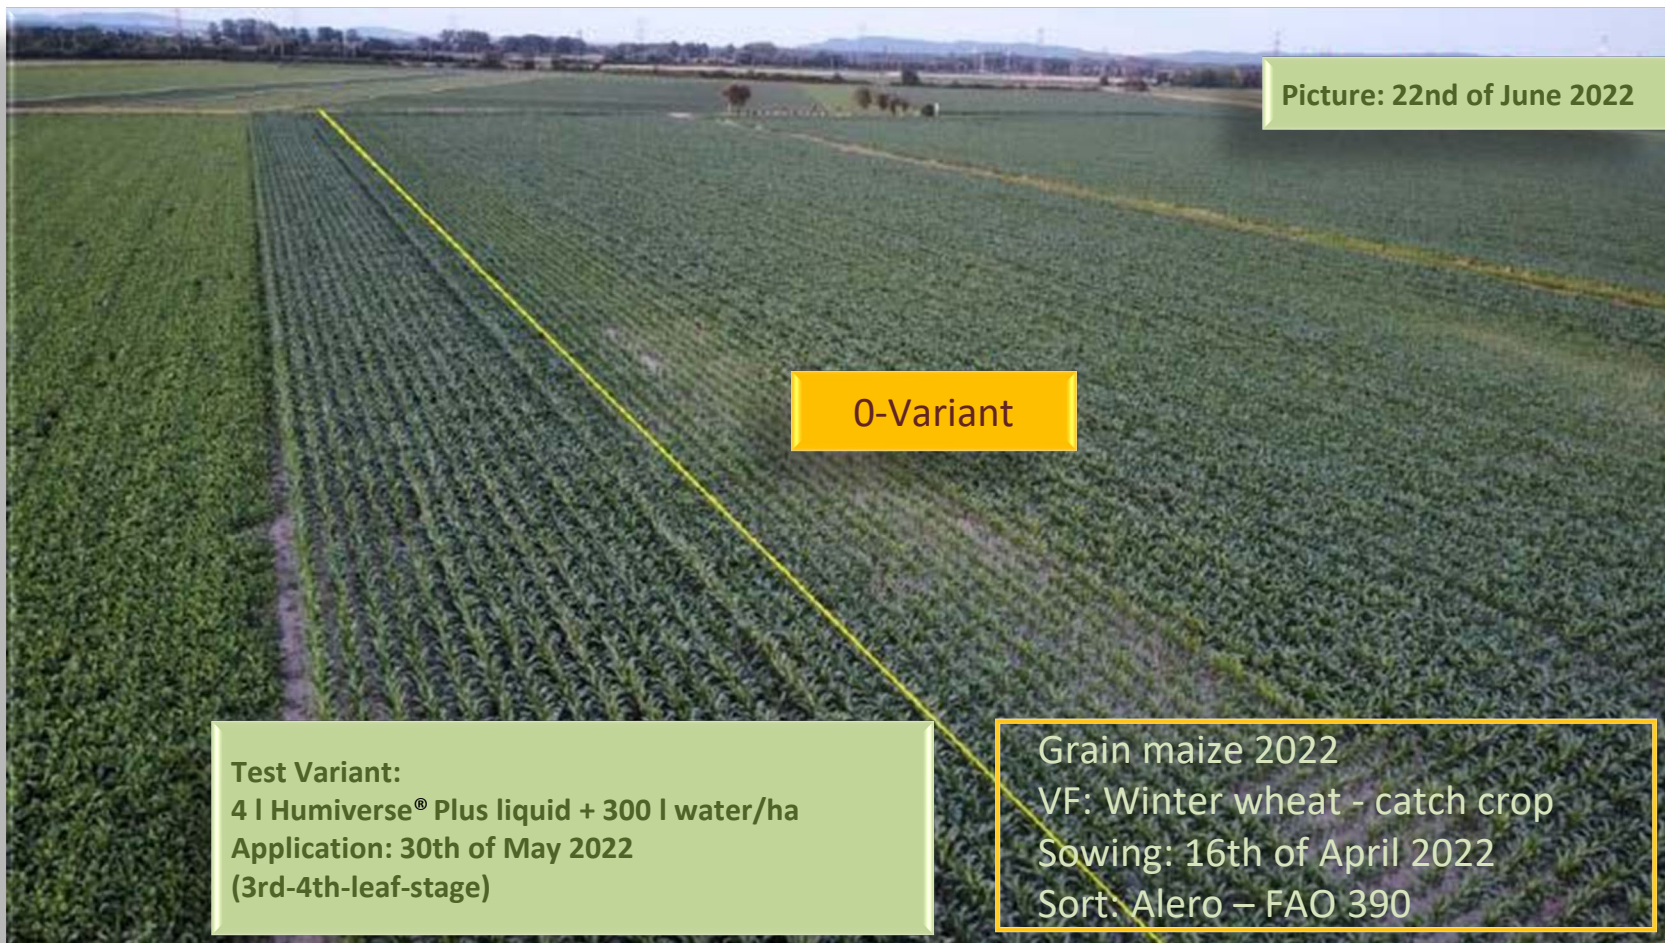 Picture: 22nd of June 2022
0-Variant
Test Variant:
4 l Humiverse® Plus liquid + 300 l water/ha
Application: 30th of May 2022
(3rd-4th-leaf-stage)
Grain maize 2022
VF: Winter wheat - catch crop
Sowing: 16th of April 2022
Sort: Alero – FAO 390